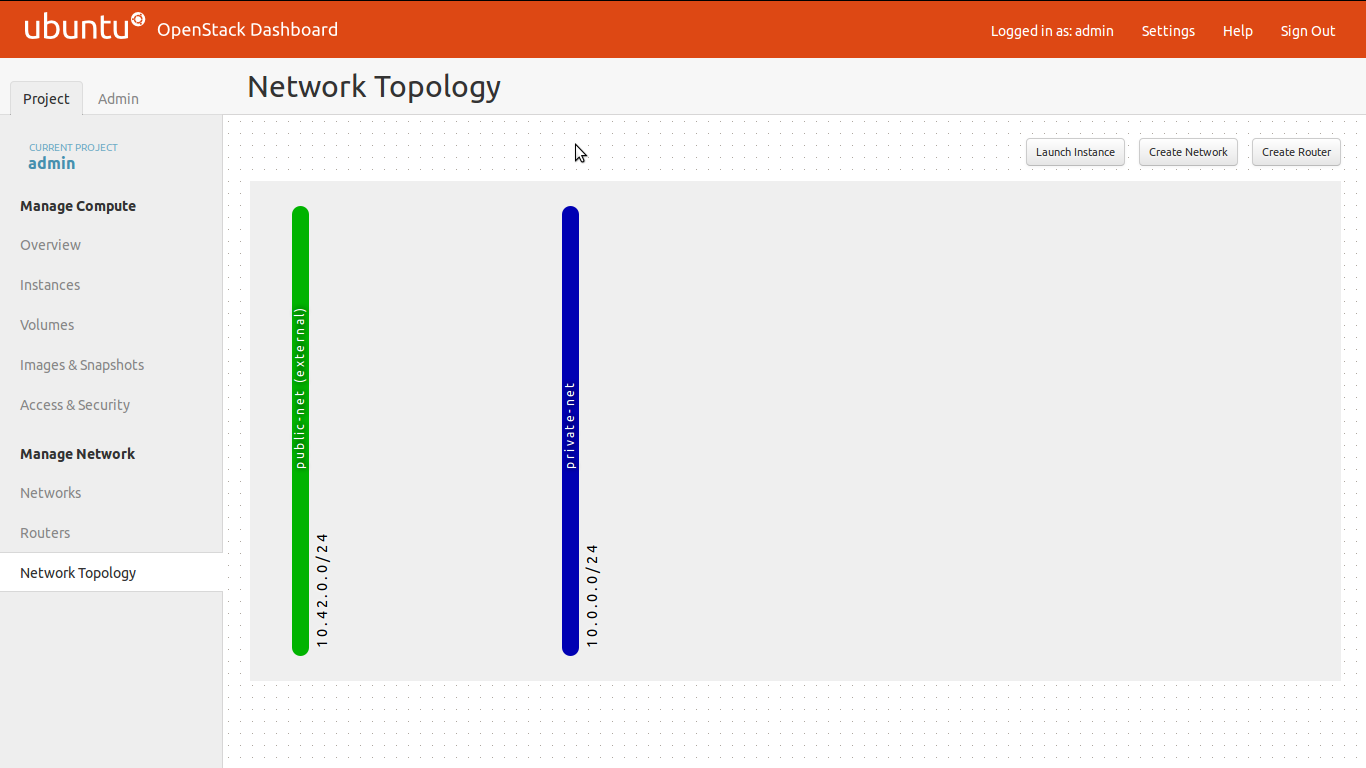 ubuntu OpenStack Dashboard
Logged in as: admin Settings Help Sign Out
Project Admin
Network Topology
CURRENT PROJECT
admin
Manage Compute
Overview
Instances
Volumes
Images & Snapshots
Access & Security
Manage Network
Networks
Routers
Network Topology
Launch Instance Create Network Create Router
public-net (external)
10.42.0.0/24
private-net
10.0.0.0/24